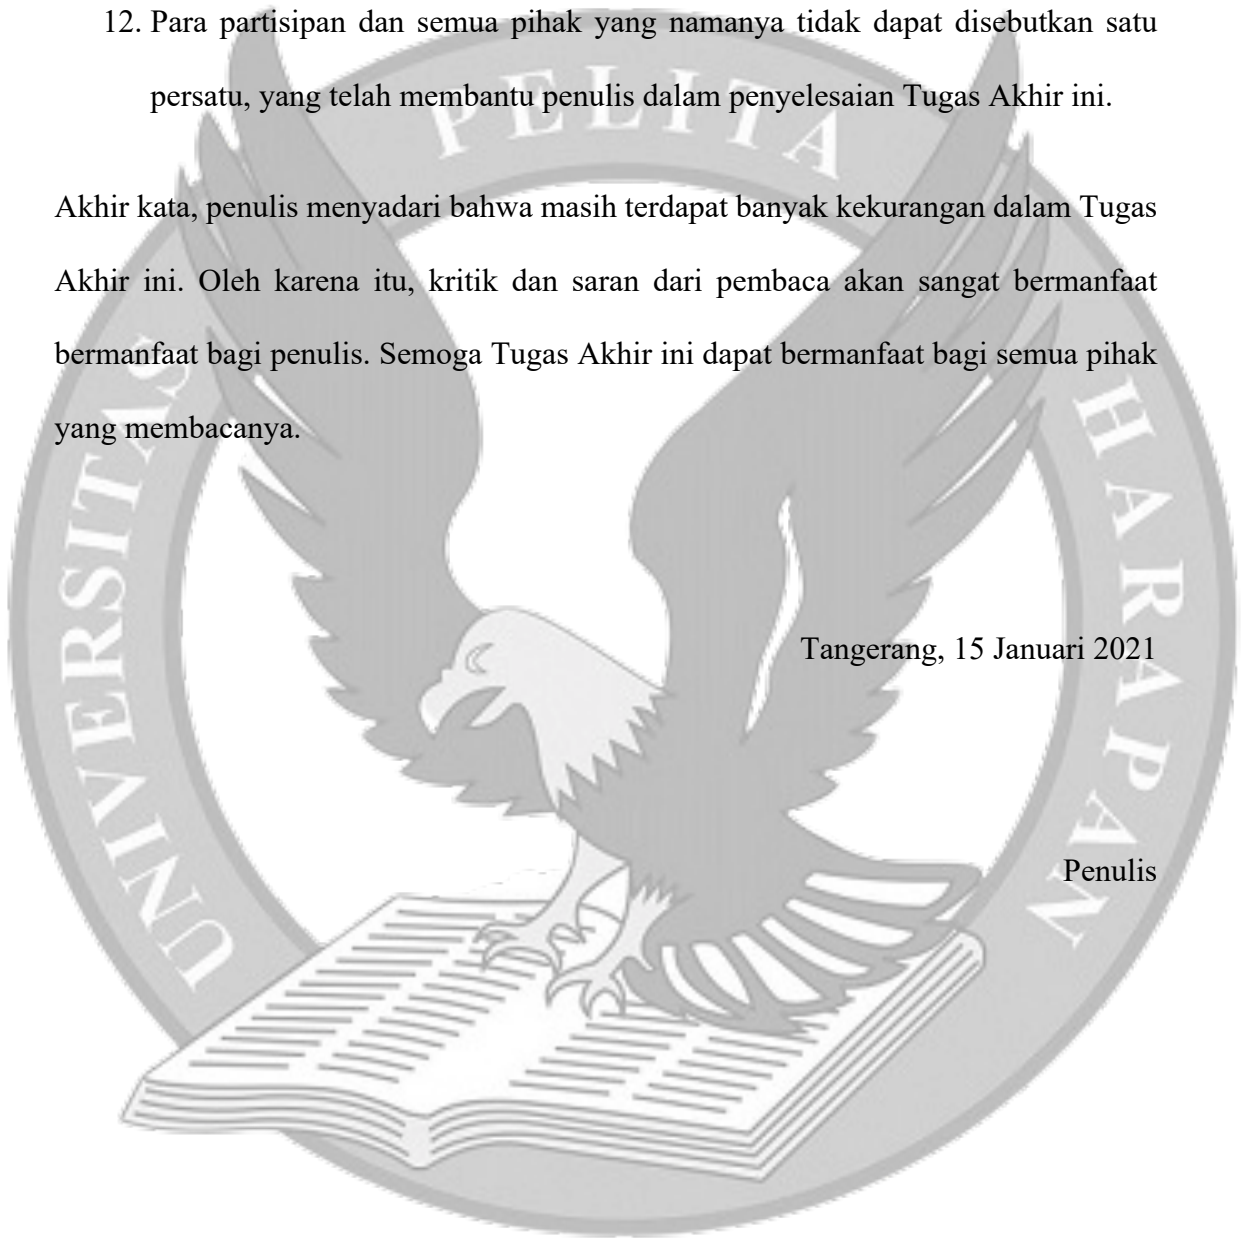 12. Para partisipan dan semua pihak yang namanya tidak dapat disebutkan satu
persatu, yang telah membantu penulis dalam penyelesaian Tugas Akhir ini.
Akhir kata, penulis menyadari bahwa masih terdapat banyak kekurangan dalam Tugas
Akhir ini. Oleh karena itu, kritik dan saran dari pembaca akan sangat bermanfaat
bermanfaat bagi penulis. Semoga Tugas Akhir ini dapat bermanfaat bagi semua pihak
yang membacanya.
Tangerang, 15 Januari 2021
Penulis
UNIVERSITAS PELITA HARAPAN